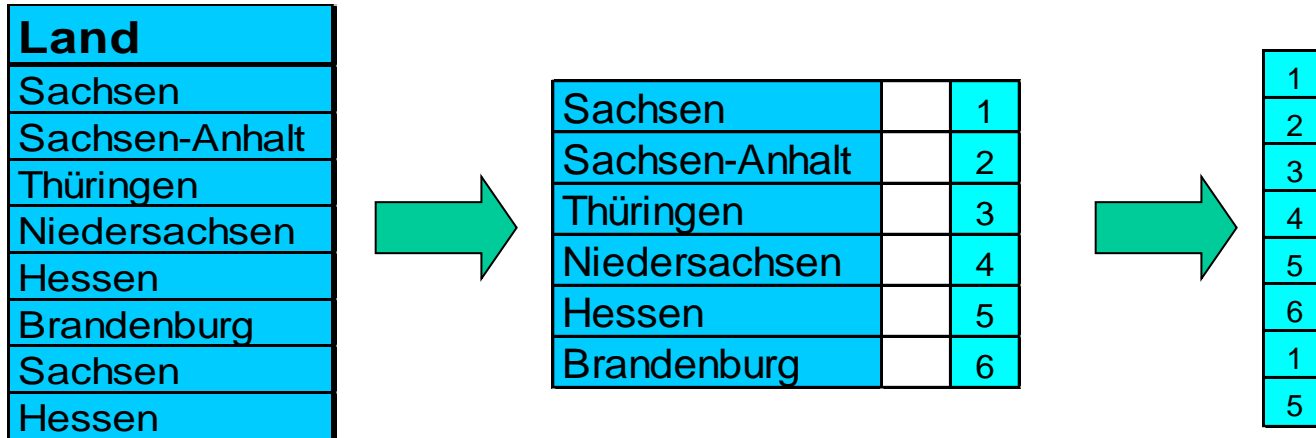 Land
Sachsen
Sachsen-Anhalt
Thüringen
Niedersachsen
Hessen
Brandenburg
Sachsen
Hessen
Sachsen 1
Sachsen-Anhalt 2
Thüringen 3
Niedersachsen 4
Hessen 5
Brandenburg 6
1
2
3
4
5
6
1
5